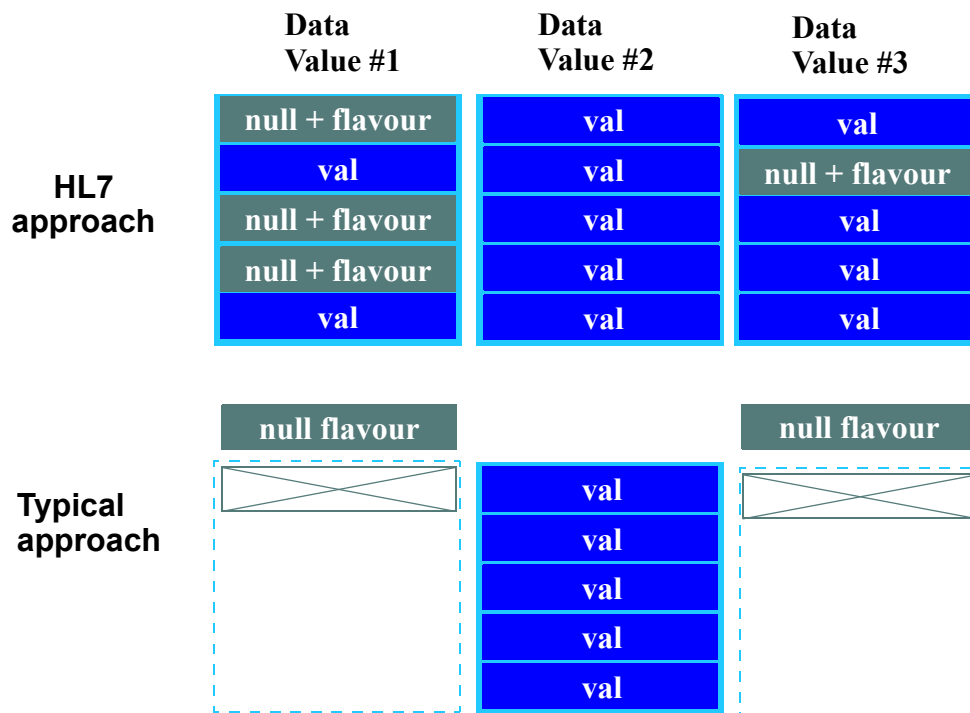 Data
Value #1
Data
Value #2
Data
Value #3
HL7
approach
null + flavour
val
null + flavour
null + flavour
val
val
val
val
val
val
val
null + flavour
val
val
val
Typical
approach
null flavour
val
val
val
val
val
null flavour